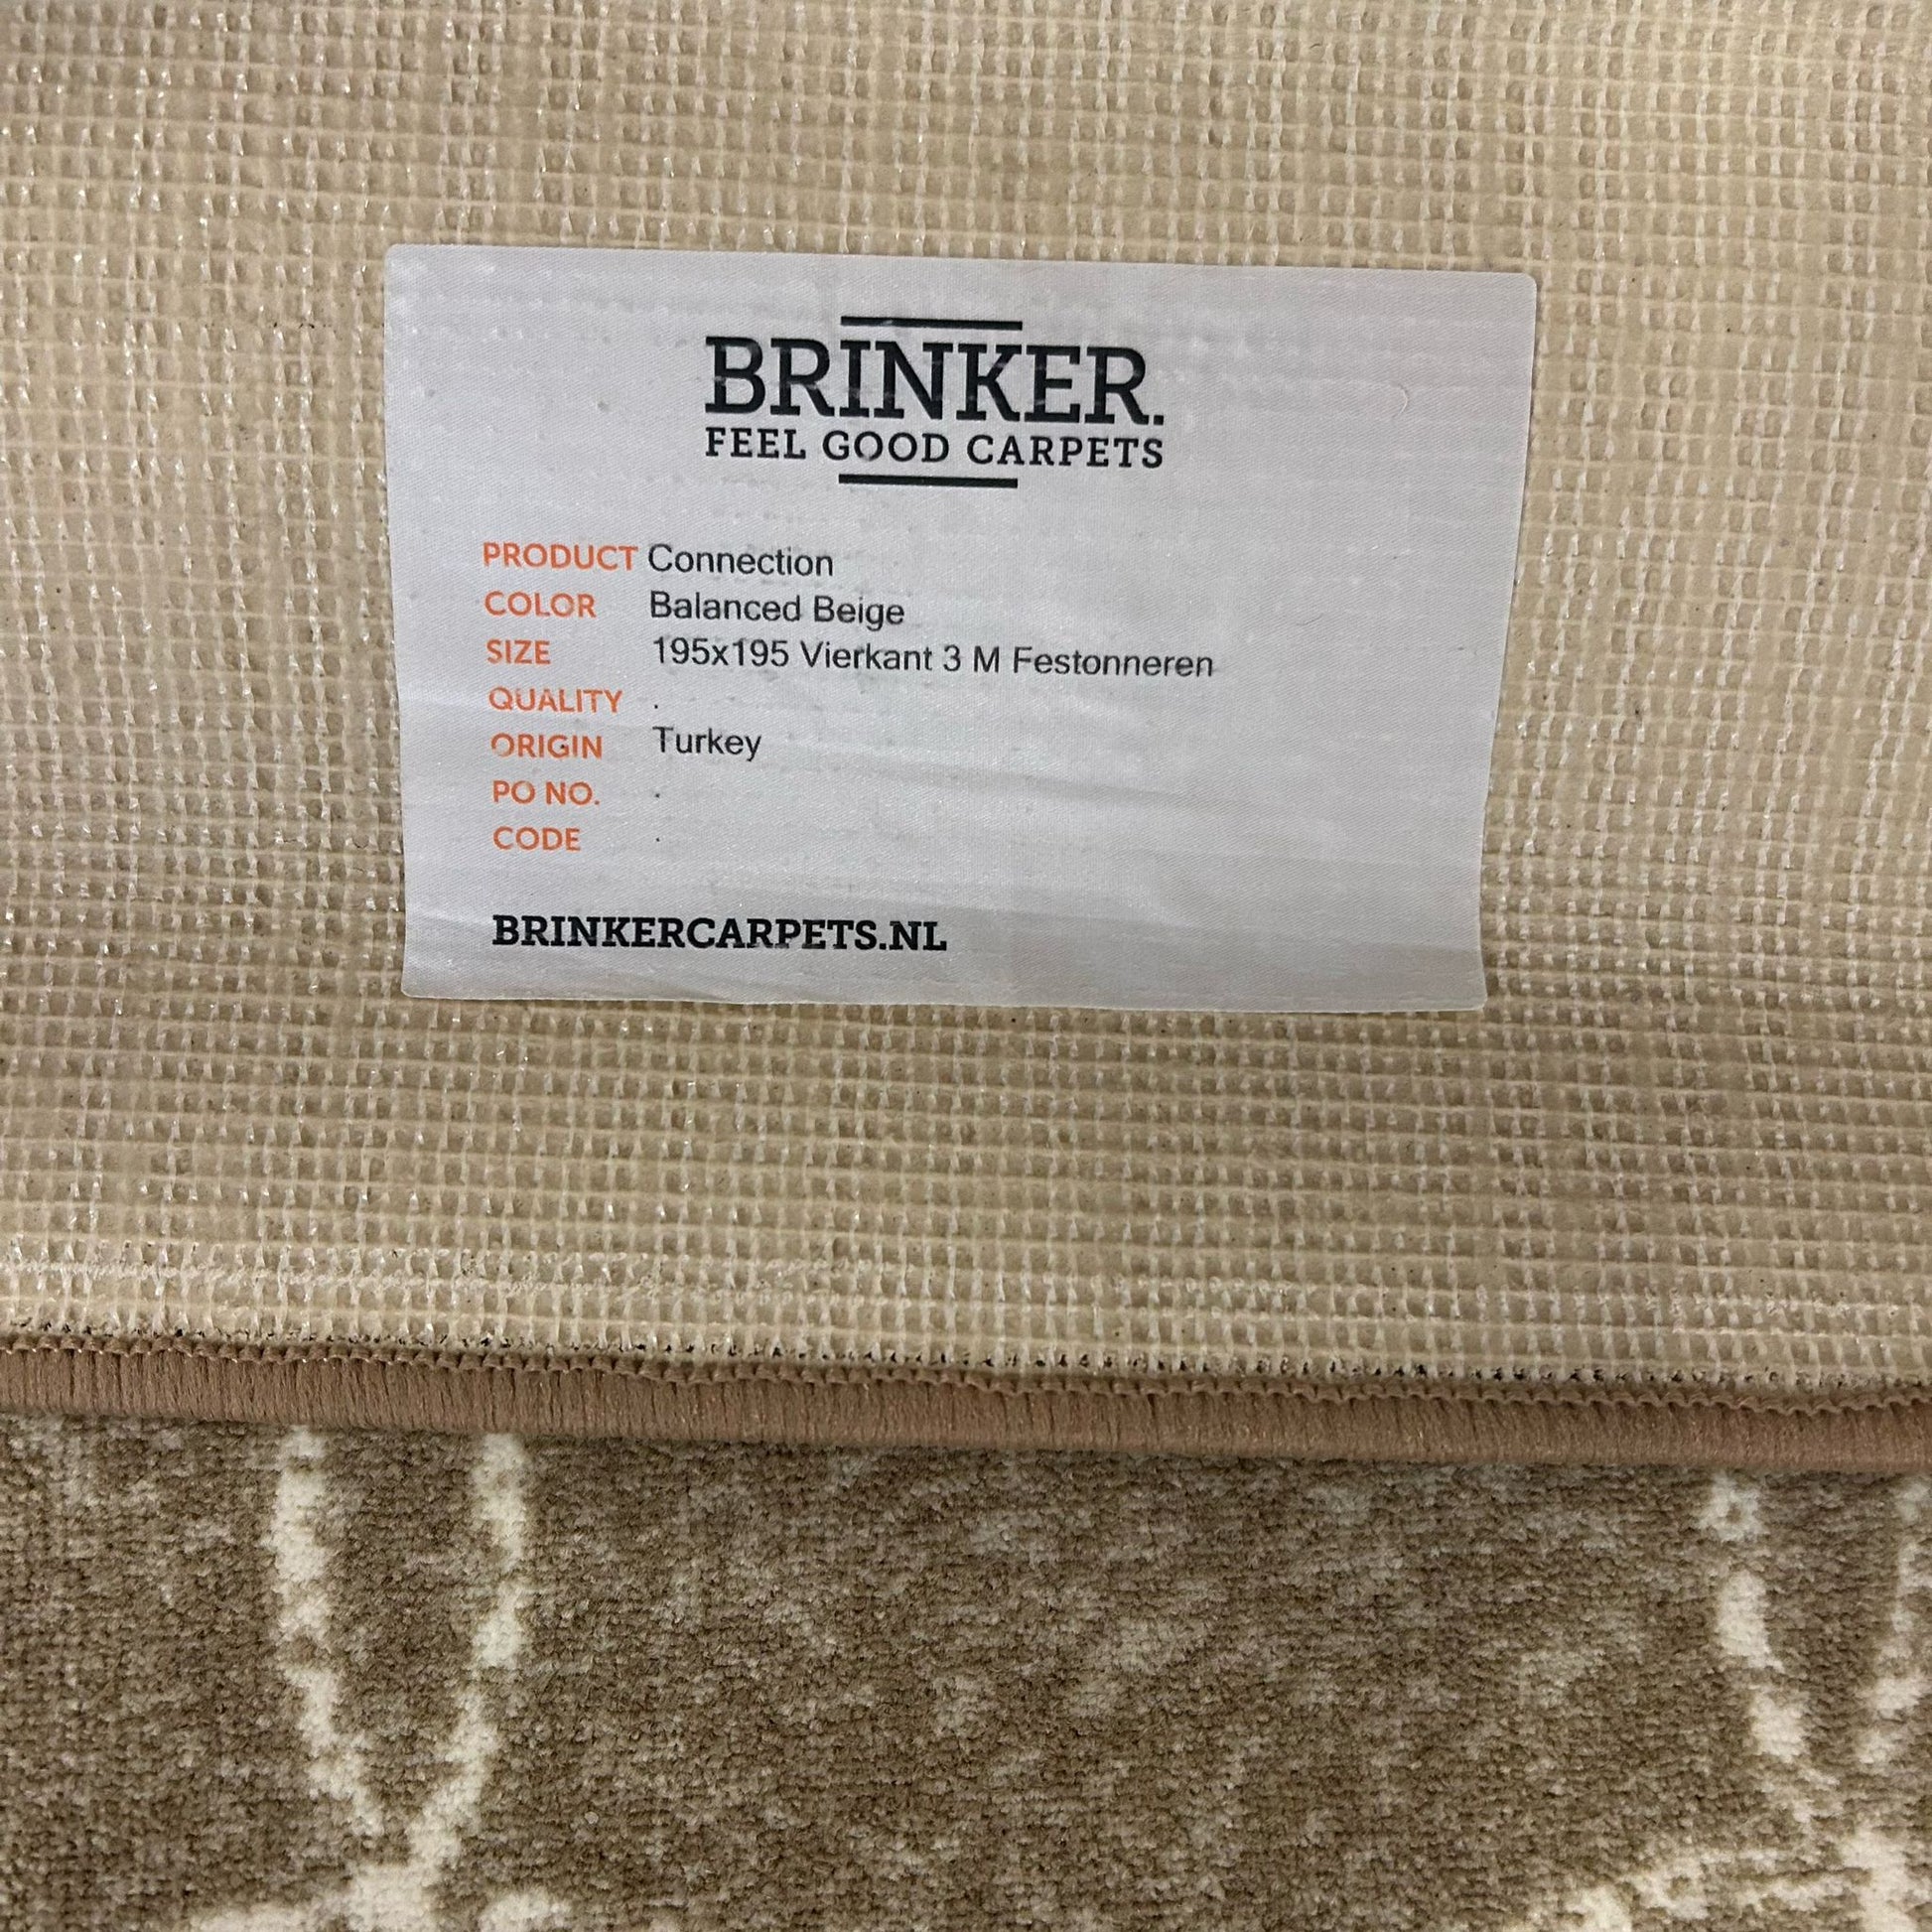 BRINKER.
FEEL GOOD CARPETS
PRODUCT Connection
COLOR Balanced Beige
SIZE 195x195 Vierkant 3 M Festonneren
QUALITY .
ORIGIN Turkey
PO NO. .
CODE .
BRINKERCARPETS.NL